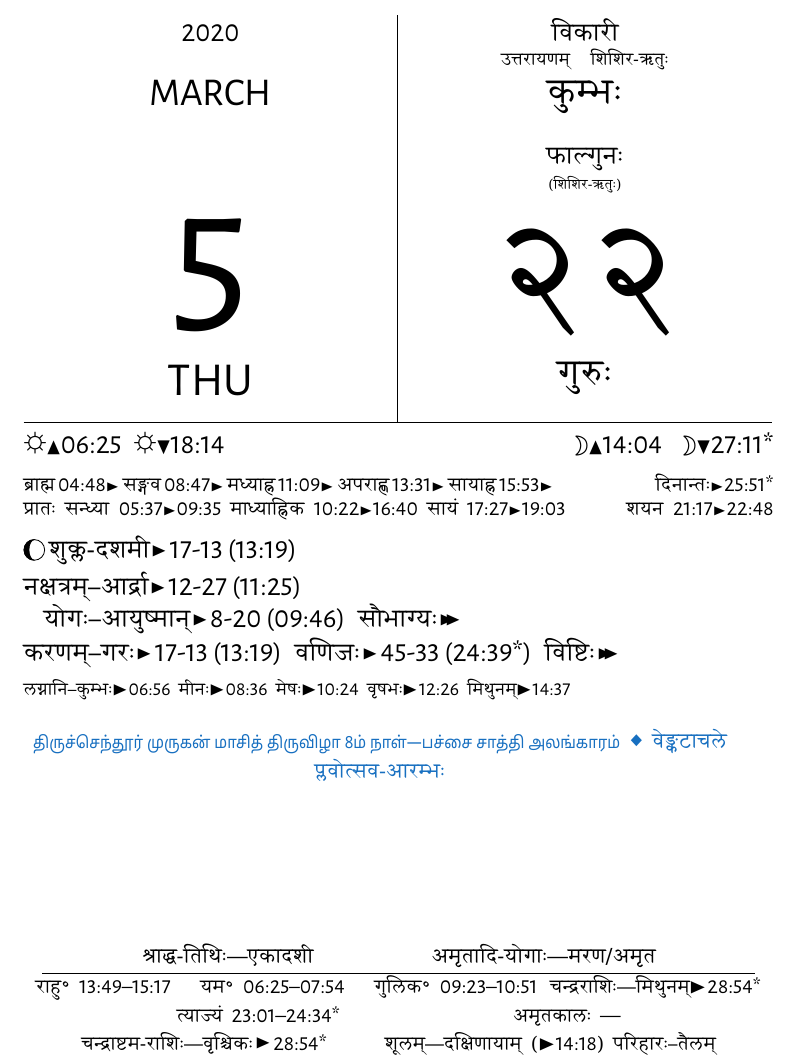 2020
MARCH
5
THU
विकारी
उत्तरायणम् शिशिर-ऋतुः
कुम्भः
फाल्गुनः
(शिशिर-ऋतुः)
२२
गुरुः
☼▲06:25 ☼▼18:14 ☽▲14:04 ☽▼27:11*
ब्राह्म 04:48► सङ्गव 08:47► मध्याह्न 11:09► अपराह्ण 13:31► सायाह्न 15:53► दिनान्तः►25:51*
प्रातः सन्ध्या 05:37►09:35 माध्याह्निक 10:22►16:40 सायं 17:27►19:03 शयन 21:17►22:48
शुक्ल-दशमी►17-13 (13:19)
नक्षत्रम्–आर्द्रा►12-27 (11:25)
योगः–आयुष्मान्►8-20 (09:46) सौभाग्यः►►
करणम्–गरः►17-13 (13:19) वणिजः►45-33 (24:39*) विष्टिः►►
लग्नानि–कुम्भः►06:56 मीनः►08:36 मेषः►10:24 वृषभः►12:26 मिथुनम्►14:37
திருச்செந்தூர் முருகன் மாசித் திருவிழா 8ம் நாள்—பச்சை சாத்தி அலங்காரம் ◆ वेङ्कटाचले
प्लवोत्सव-आरम्भः
श्राद्ध-तिथिः—एकादशी अमृतादि-योगाः—मरण/अमृत
राहु° 13:49–15:17 यम° 06:25–07:54 गुलिक° 09:23–10:51 चन्द्रराशिः—मिथुनम्►28:54*
त्याज्यं 23:01–24:34* अमृतकालः —
चन्द्राष्टम-राशिः—वृश्चिकः►28:54* शूलम्—दक्षिणायाम् (►14:18) परिहारः–तैलम्